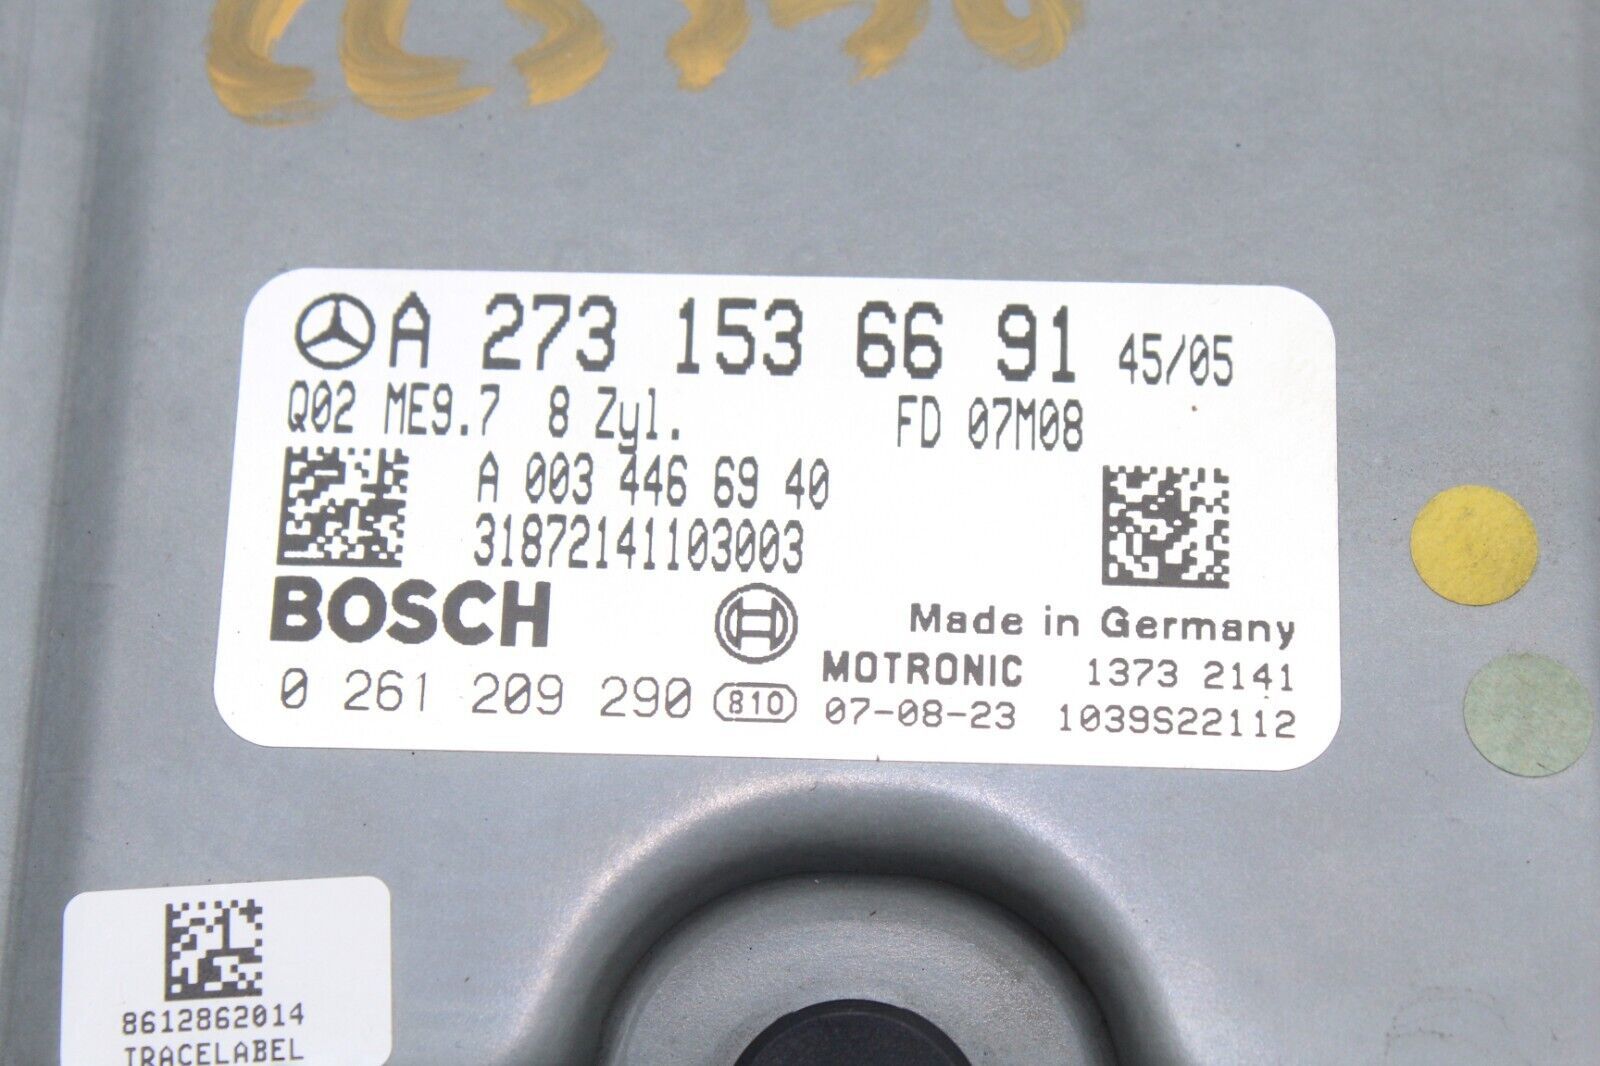 A 273 153 66 91 45/05
Q02 ME9.7 8 Zyl. FD 07M08
A 003 446 69 40
31872141103003
BOSCH
Made in Germany
0 261 209 290 810
MOTRONIC 1373 2141
07-08-23 1039S22112
8612862014
TRACELABEL